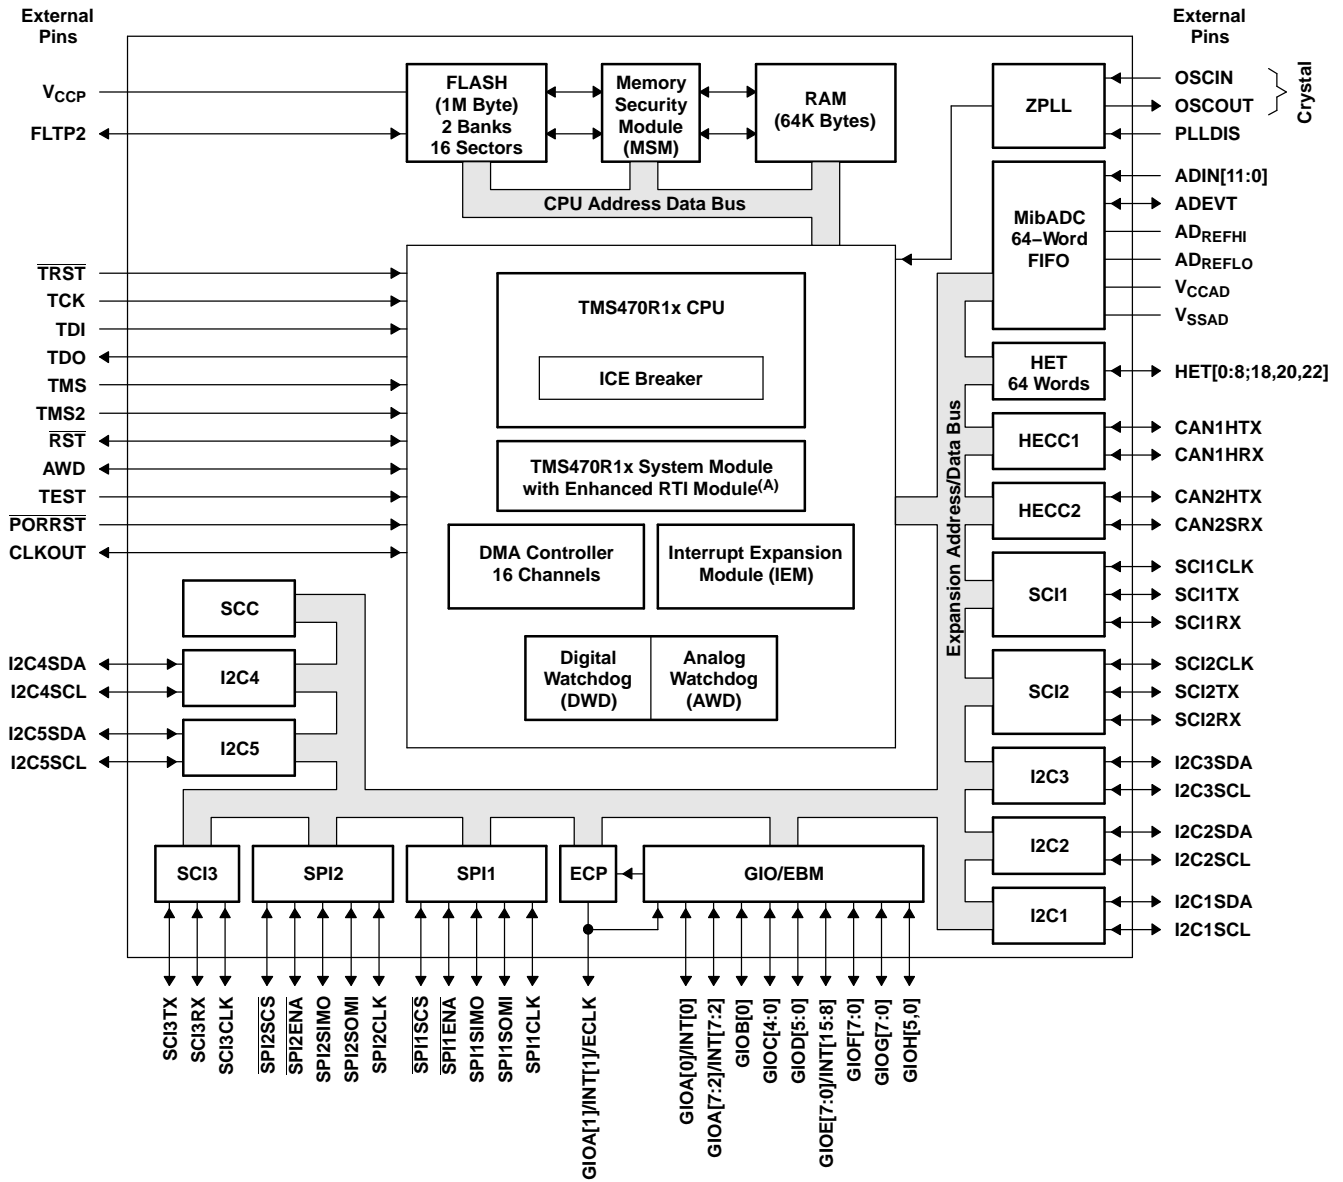 External
Pins
External
Pins
VCCP
FLTP2
FLASH
(1M Byte)
2 Banks
16 Sectors
Memory
Security
Module
(MSM)
RAM
(64K Bytes)
CPU Address Data Bus
ZPLL
OSCIN
OSCOUT
PLLDIS
Crystal
MibADC
64−Word
FIFO
ADIN[11:0]
ADEVT
ADREFHI
ADREFLO
VCCAD
VSSAD
TRST
TCK
TDI
TDO
TMS
TMS2
RST
AWD
TEST
PORRST
CLKOUT
TMS470R1x CPU
ICE Breaker
TMS470R1x System Module
with Enhanced RTI Module(A)
DMA Controller
16 Channels
Interrupt Expansion
Module (IEM)
Digital
Watchdog
(DWD)
Analog
Watchdog
(AWD)
Expansion Address/Data Bus
HET
64 Words
HET[0:8;18,20,22]
HECC1
CAN1HTX
CAN1HRX
HECC2
CAN2HTX
CAN2SRX
SCI1
SCI1CLK
SCI1TX
SCI1RX
SCI2
SCI2CLK
SCI2TX
SCI2RX
I2C3
I2C3SDA
I2C3SCL
I2C2
I2C2SDA
I2C2SCL
I2C1
I2C1SDA
I2C1SCL
SCC
I2C4SDA
I2C4SCL
I2C4
I2C5SDA
I2C5SCL
I2C5
SCI3
SPI2
SPI1
ECP
GIO/EBM
SCI3TX
SCI3RX
SCI3CLK
SPI2SCS
SPI2ENA
SPI2SIMO
SPI2SOMI
SPI2CLK
SPI1SCS
SPI1ENA
SPI1SIMO
SPI1SOMI
SPI1CLK
GIOA[1]/INT[1]/ECLK
GIOA[0]/INT[0]
GIOA[7:2]/INT[7:2]
GIOB[0]
GIOC[4:0]
GIOD[5:0]
GIOE[7:0]/INT[15:8]
GIOF[7:0]
GIOG[7:0]
GIOH[5,0]